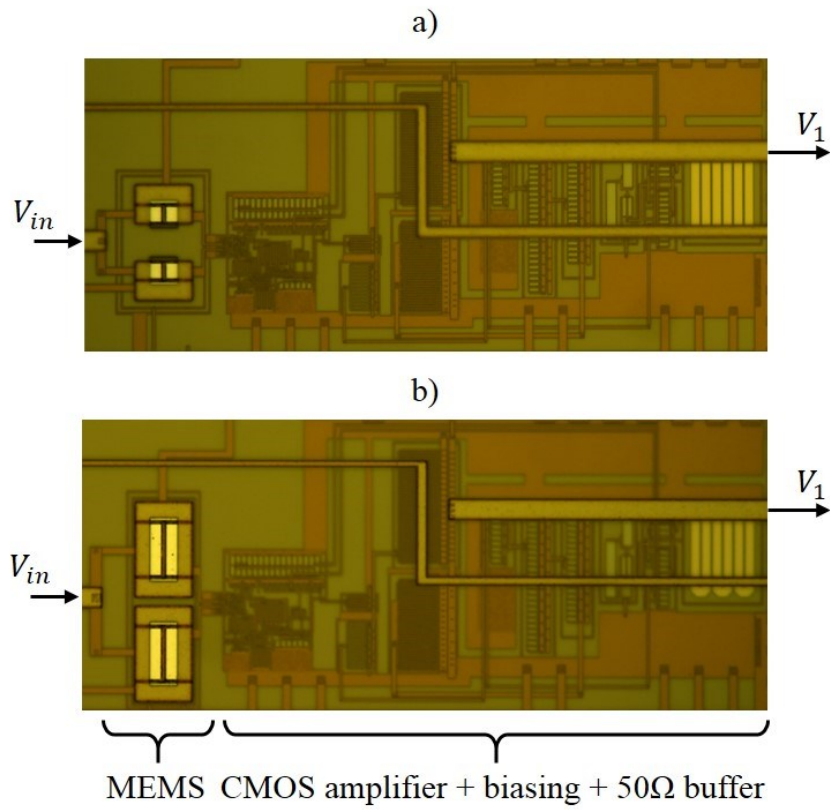 a)
V_1
V_in
b)
V_1
V_in
MEMS CMOS amplifier + biasing + 50Ω buffer